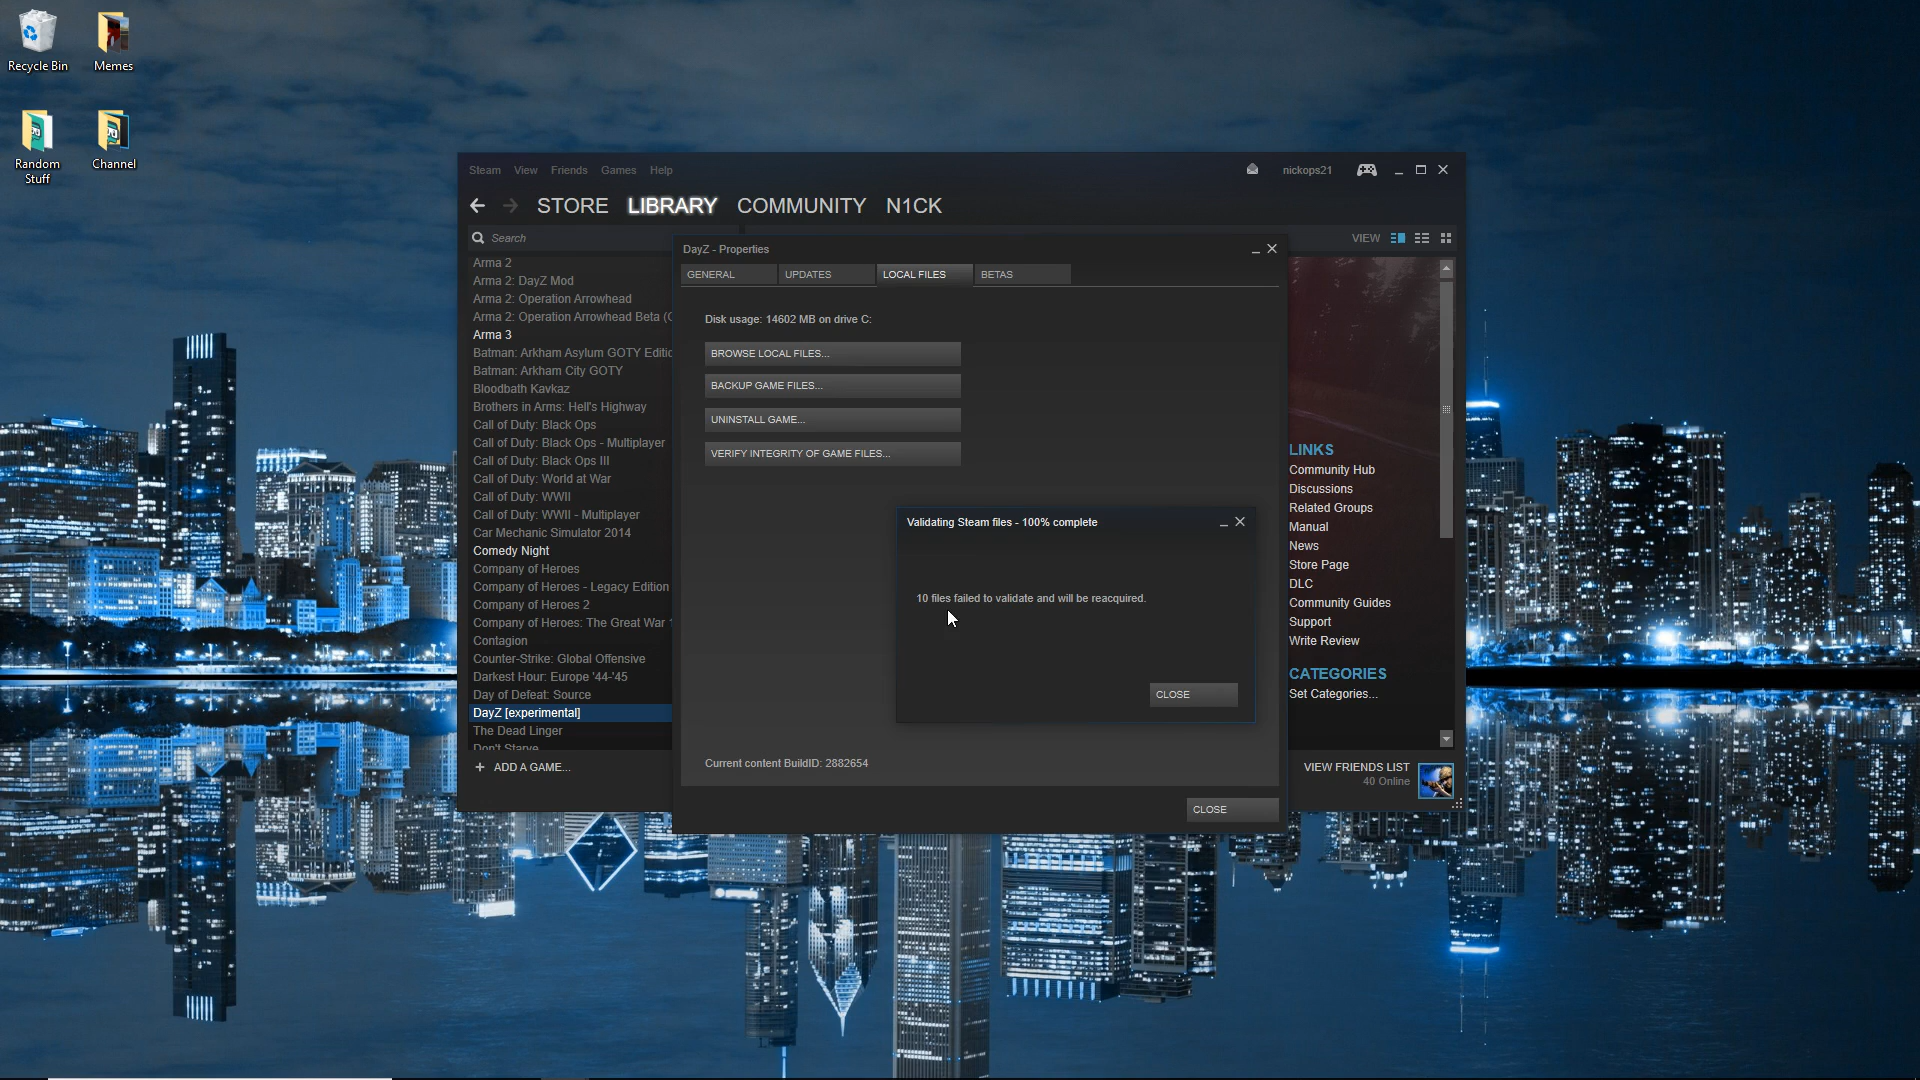 Recycle Bin
Memes
Random
Stuff
Channel
Steam View Friends Games Help
nickops21
STORE LIBRARY COMMUNITY N1CK
Search
VIEW
Arma 2
Arma 2: DayZ Mod
Arma 2: Operation Arrowhead
Arma 2: Operation Arrowhead Beta (
Arma 3
Batman: Arkham Asylum GOTY Editic
Batman: Arkham City GOTY
Bloodbath Kavkaz
Brothers in Arms: Hell's Highway
Call of Duty: Black Ops
Call of Duty: Black Ops - Multiplayer
Call of Duty: Black Ops III
Call of Duty: World at War
Call of Duty: WWII
Call of Duty: WWII - Multiplayer
Car Mechanic Simulator 2014
Comedy Night
Company of Heroes
Company of Heroes - Legacy Edition
Company of Heroes 2
Company of Heroes: The Great War
Contagion
Counter-Strike: Global Offensive
Darkest Hour: Europe '44-'45
Day of Defeat: Source
DayZ [experimental]
The Dead Linger
Don't Starve
+ ADD A GAME...
DayZ - Properties
GENERAL UPDATES LOCAL FILES BETAS
Disk usage: 14602 MB on drive C:
BROWSE LOCAL FILES...
BACKUP GAME FILES...
UNINSTALL GAME...
VERIFY INTEGRITY OF GAME FILES...
Validating Steam files - 100% complete
10 files failed to validate and will be reacquired.
CLOSE
Current content BuildID: 2882654
CLOSE
LINKS
Community Hub
Discussions
Related Groups
Manual
News
Store Page
DLC
Community Guides
Support
Write Review
CATEGORIES
Set Categories...
VIEW FRIENDS LIST
40 Online